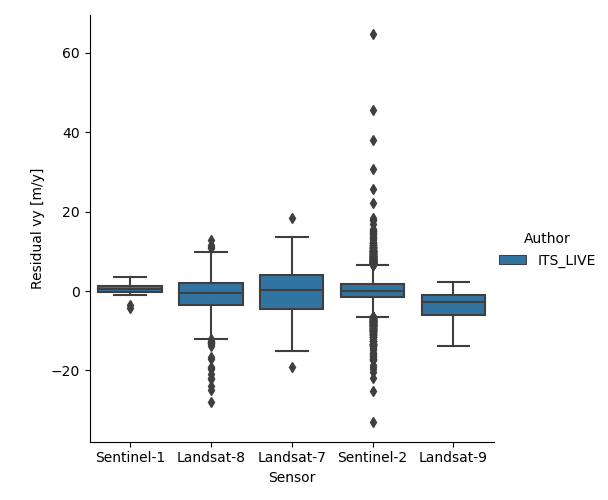 60
40
20
0
−20
Residual vy [m/y]
Sentinel-1 Landsat-8 Landsat-7 Sentinel-2 Landsat-9
Sensor
Author
ITS_LIVE